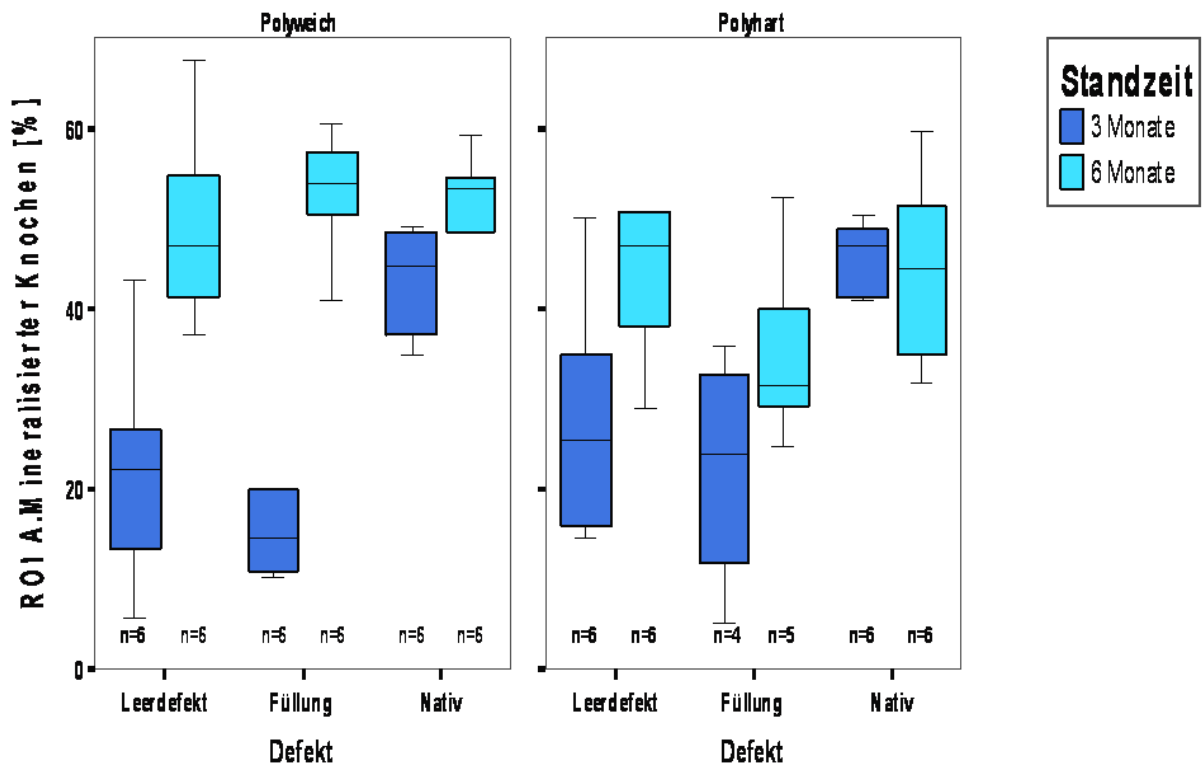 Polyweich
Polyhart
Standzeit
3 Monate
6 Monate
ROI A.Mineralisierter Knochen [%]
60
40
20
0
n=6 n=6 n=6 n=6 n=6 n=6
n=6 n=6 n=4 n=5 n=6 n=6
Leerdefekt Füllung Nativ
Leerdefekt Füllung Nativ
Defekt
Defekt